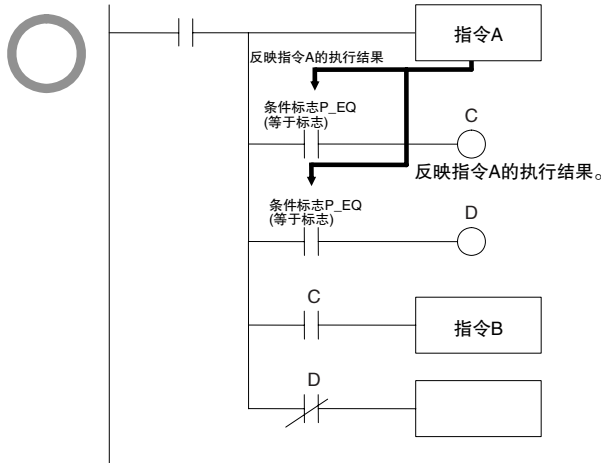 指令A
反映指令A的执行结果
条件标志P_EQ
(等于标志)
C
反映指令A的执行结果。
条件标志P_EQ
(等于标志)
D
C
指令B
D